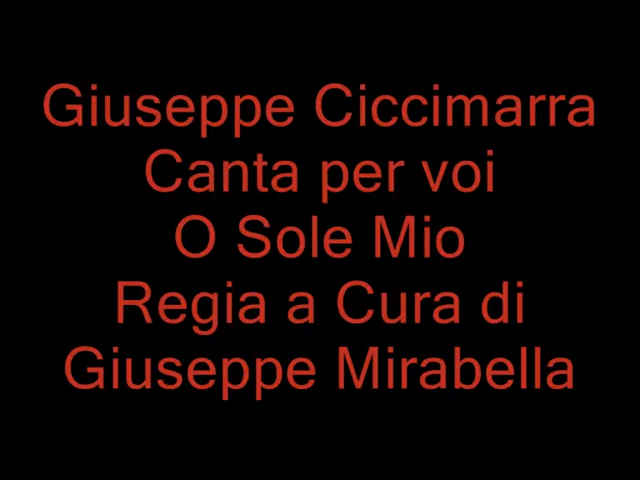 Giuseppe Ciccimarra
Canta per voi
O Sole Mio
Regia a Cura di
Giuseppe Mirabella